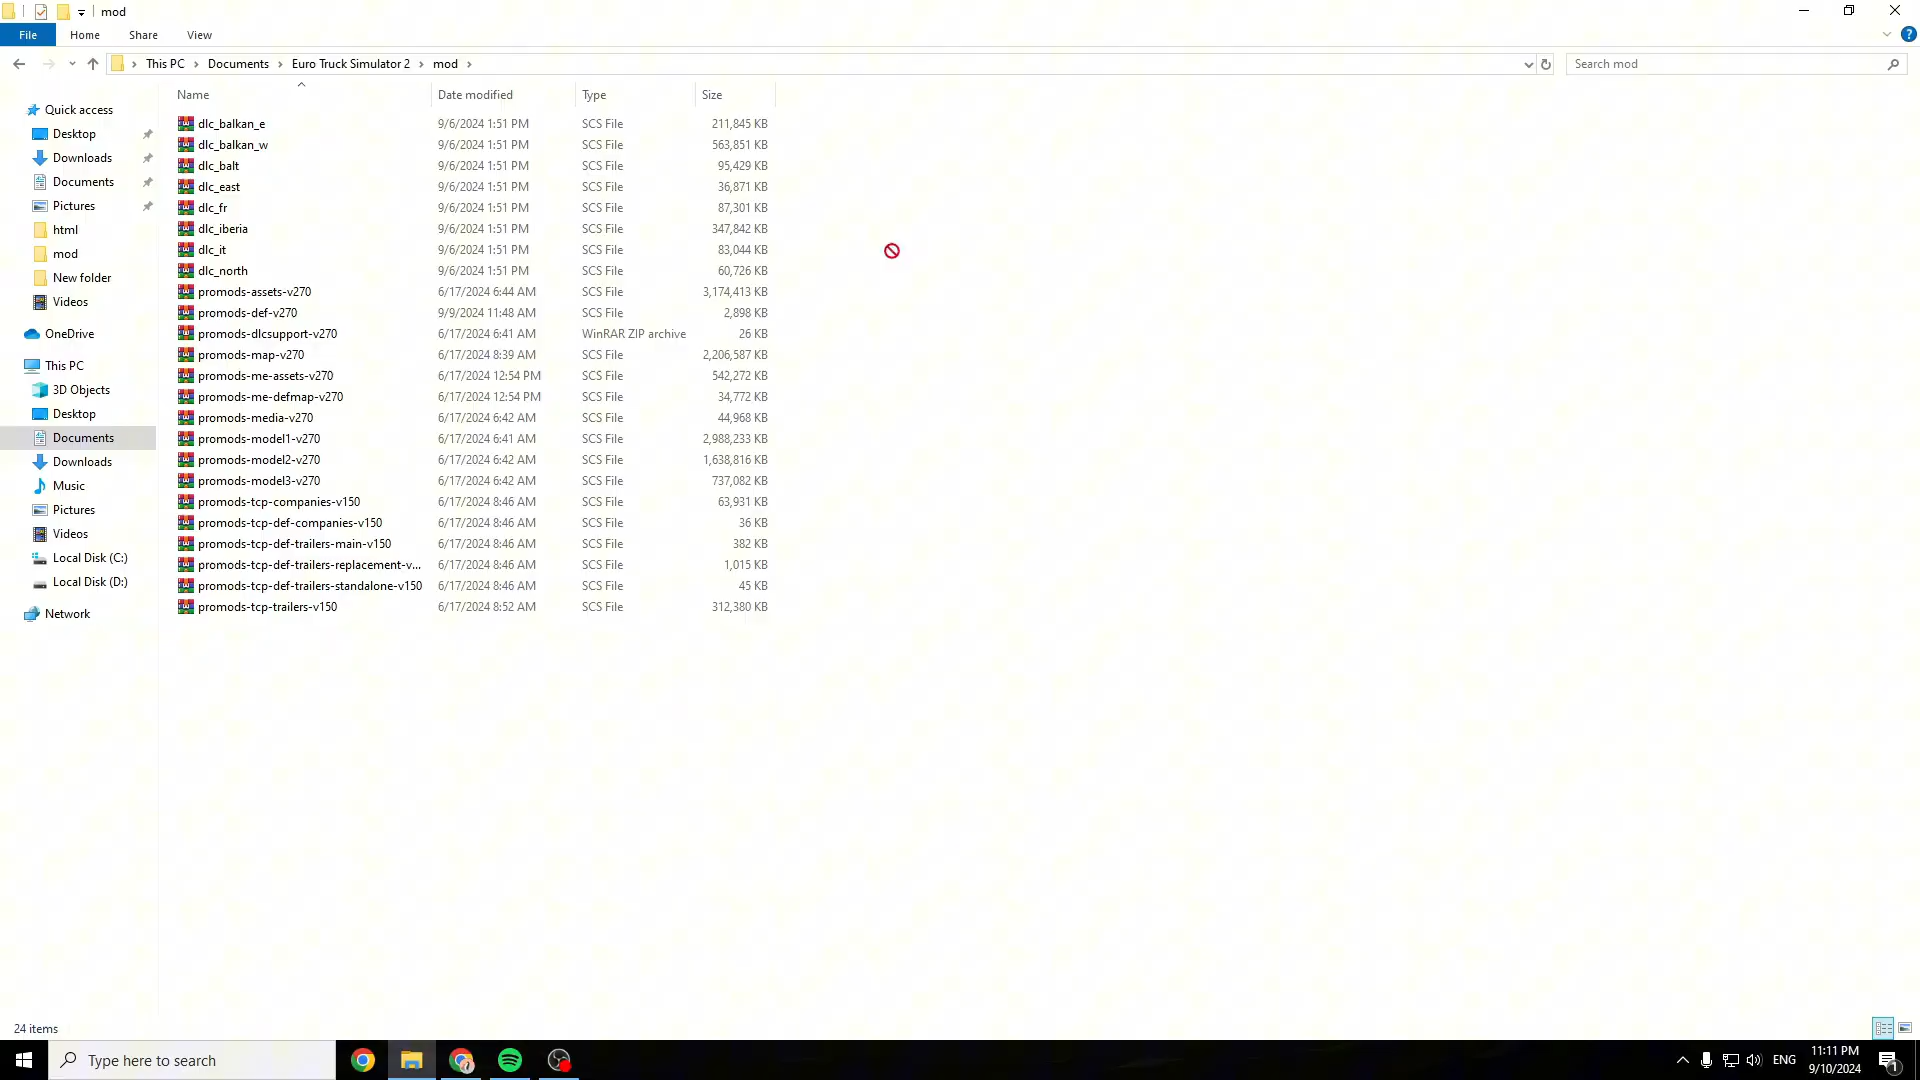 mod
File Home Share View
This PC Documents Euro Truck Simulator 2 mod
Search mod
Name Date modified Type Size
Quick access
Desktop
Downloads
Documents
Pictures
html
mod
New folder
Videos
OneDrive
This PC
3D Objects
Desktop
Documents
Downloads
Music
Pictures
Videos
Local Disk (C:)
Local Disk (D:)
Network
dlc_balkan_e 9/6/2024 1:51 PM SCS File 211,845 KB
dlc_balkan_w 9/6/2024 1:51 PM SCS File 563,851 KB
dlc_balt 9/6/2024 1:51 PM SCS File 95,429 KB
dlc_east 9/6/2024 1:51 PM SCS File 36,871 KB
dlc_fr 9/6/2024 1:51 PM SCS File 87,301 KB
dlc_iberia 9/6/2024 1:51 PM SCS File 347,842 KB
dlc_it 9/6/2024 1:51 PM SCS File 83,044 KB
dlc_north 9/6/2024 1:51 PM SCS File 60,726 KB
promods-assets-v270 6/17/2024 6:44 AM SCS File 3,174,413 KB
promods-def-v270 9/9/2024 11:48 AM SCS File 2,898 KB
promods-dlcsupport-v270 6/17/2024 6:41 AM WinRAR ZIP archive 26 KB
promods-map-v270 6/17/2024 8:39 AM SCS File 2,206,587 KB
promods-me-assets-v270 6/17/2024 12:54 PM SCS File 542,272 KB
promods-me-defmap-v270 6/17/2024 12:54 PM SCS File 34,772 KB
promods-media-v270 6/17/2024 6:42 AM SCS File 44,968 KB
promods-model1-v270 6/17/2024 6:41 AM SCS File 2,988,233 KB
promods-model2-v270 6/17/2024 6:42 AM SCS File 1,638,816 KB
promods-model3-v270 6/17/2024 6:42 AM SCS File 737,082 KB
promods-tcp-companies-v150 6/17/2024 8:46 AM SCS File 63,931 KB
promods-tcp-def-companies-v150 6/17/2024 8:46 AM SCS File 36 KB
promods-tcp-def-trailers-main-v150 6/17/2024 8:46 AM SCS File 382 KB
promods-tcp-def-trailers-replacement-v... 6/17/2024 8:46 AM SCS File 1,015 KB
promods-tcp-def-trailers-standalone-v150 6/17/2024 8:46 AM SCS File 45 KB
promods-tcp-trailers-v150 6/17/2024 8:52 AM SCS File 312,380 KB
24 items
Type here to search
ENG
11:11 PM
9/10/2024
1